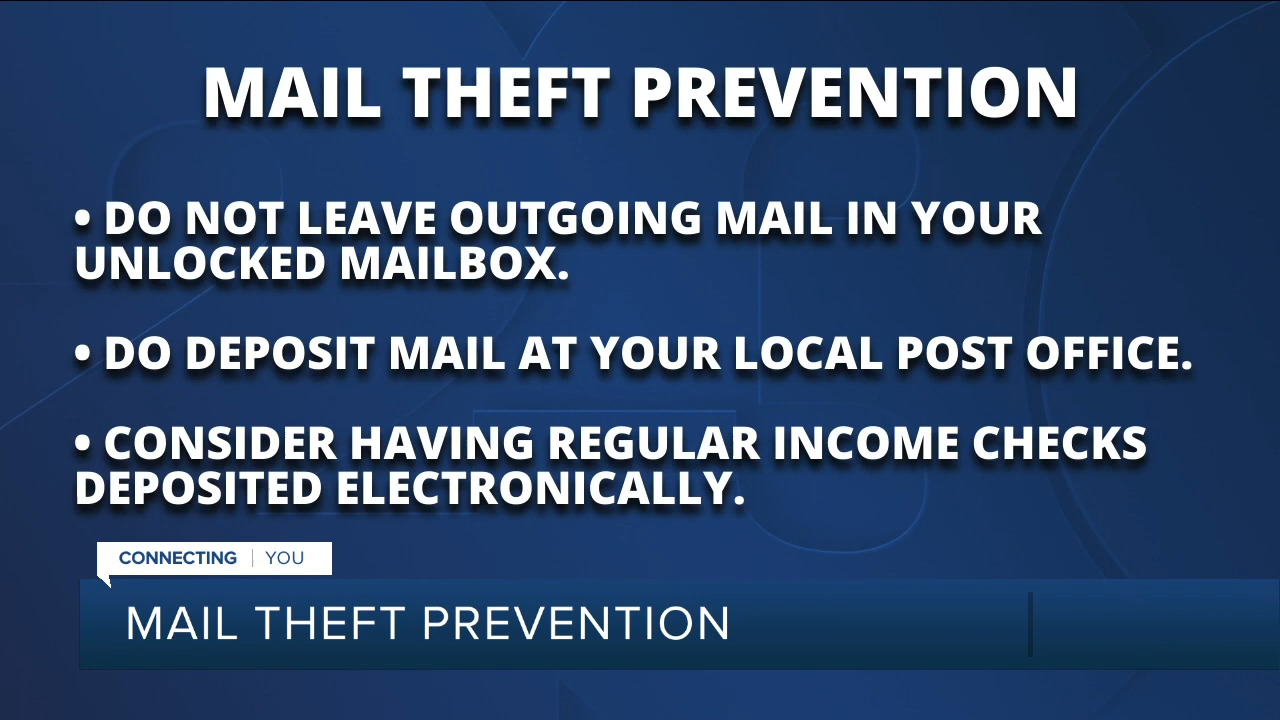 MAIL THEFT PREVENTION
• DO NOT LEAVE OUTGOING MAIL IN YOUR
UNLOCKED MAILBOX.
• DO DEPOSIT MAIL AT YOUR LOCAL POST OFFICE.
• CONSIDER HAVING REGULAR INCOME CHECKS
DEPOSITED ELECTRONICALLY.
CONNECTING | YOU
MAIL THEFT PREVENTION